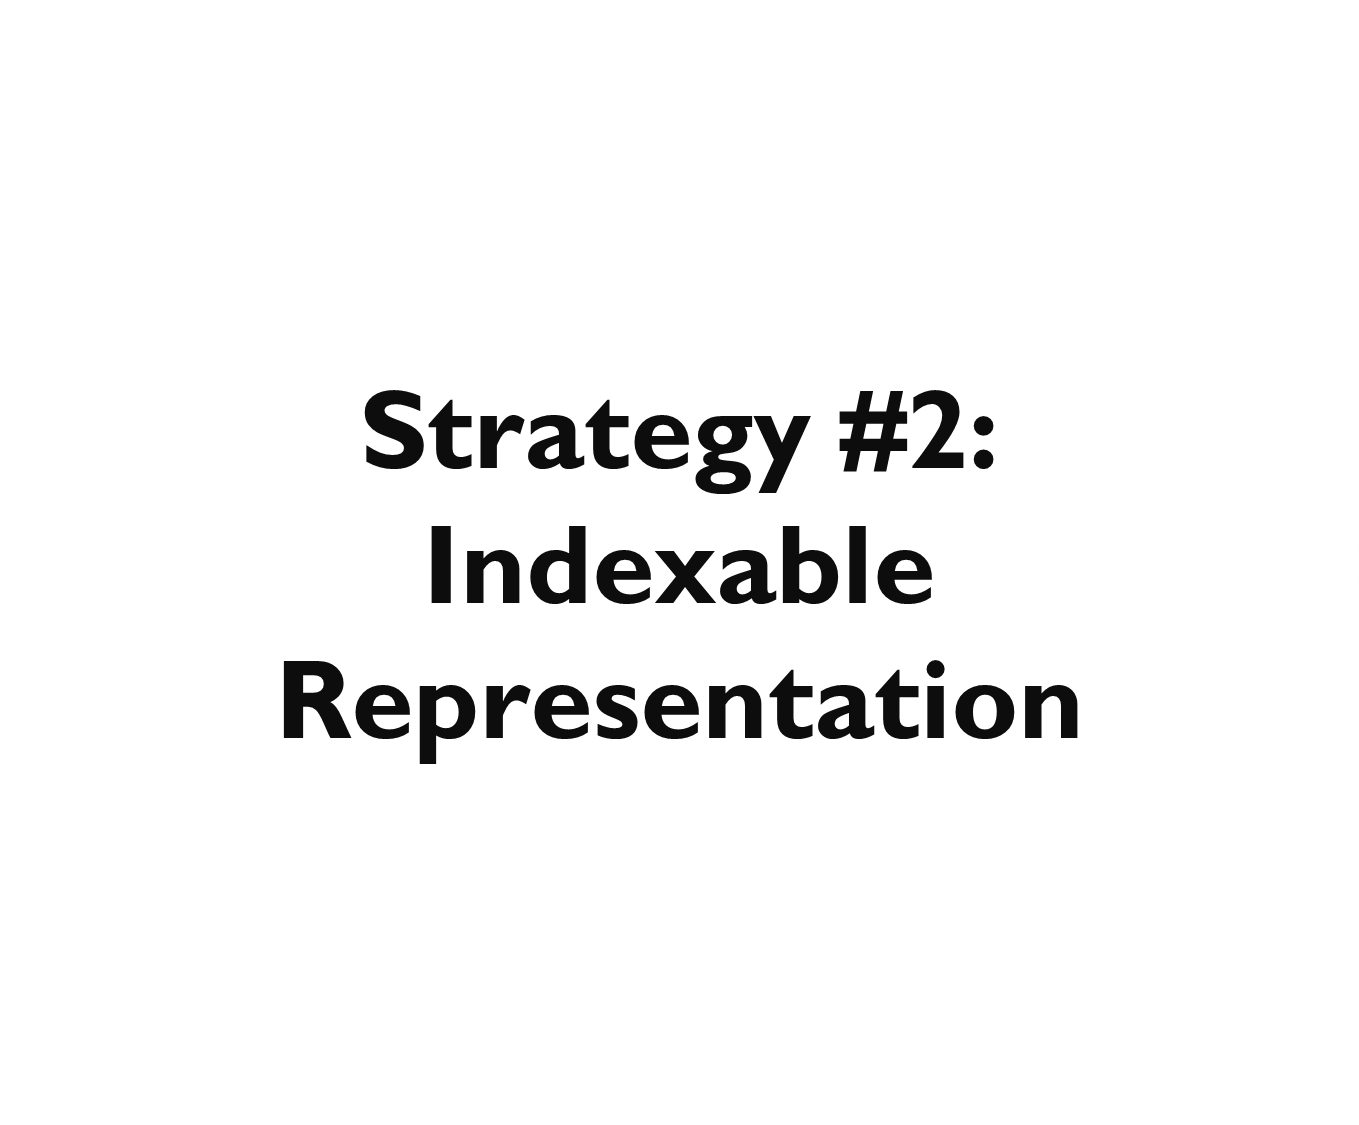 Strategy #2:
Indexable
Representation